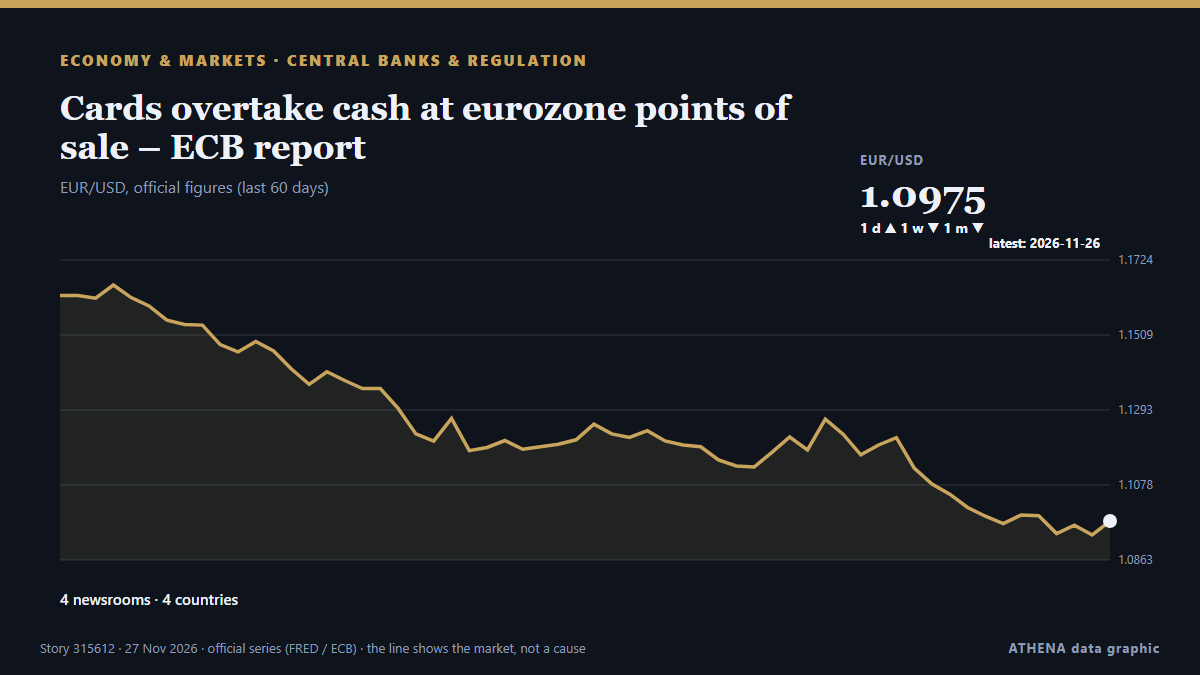 ECONOMY & MARKETS · CENTRAL BANKS & REGULATION
Cards overtake cash at eurozone points of
sale – ECB report
EUR/USD, official figures (last 60 days)
EUR/USD
1.0975
1 d ▲ 1 w ▼ 1 m ▼
latest: 2026-11-26
1.1724
1.1509
1.1293
1.1078
1.0863
4 newsrooms · 4 countries
Story 315612 · 27 Nov 2026 · official series (FRED / ECB) · the line shows the market, not a cause
ATHENA data graphic